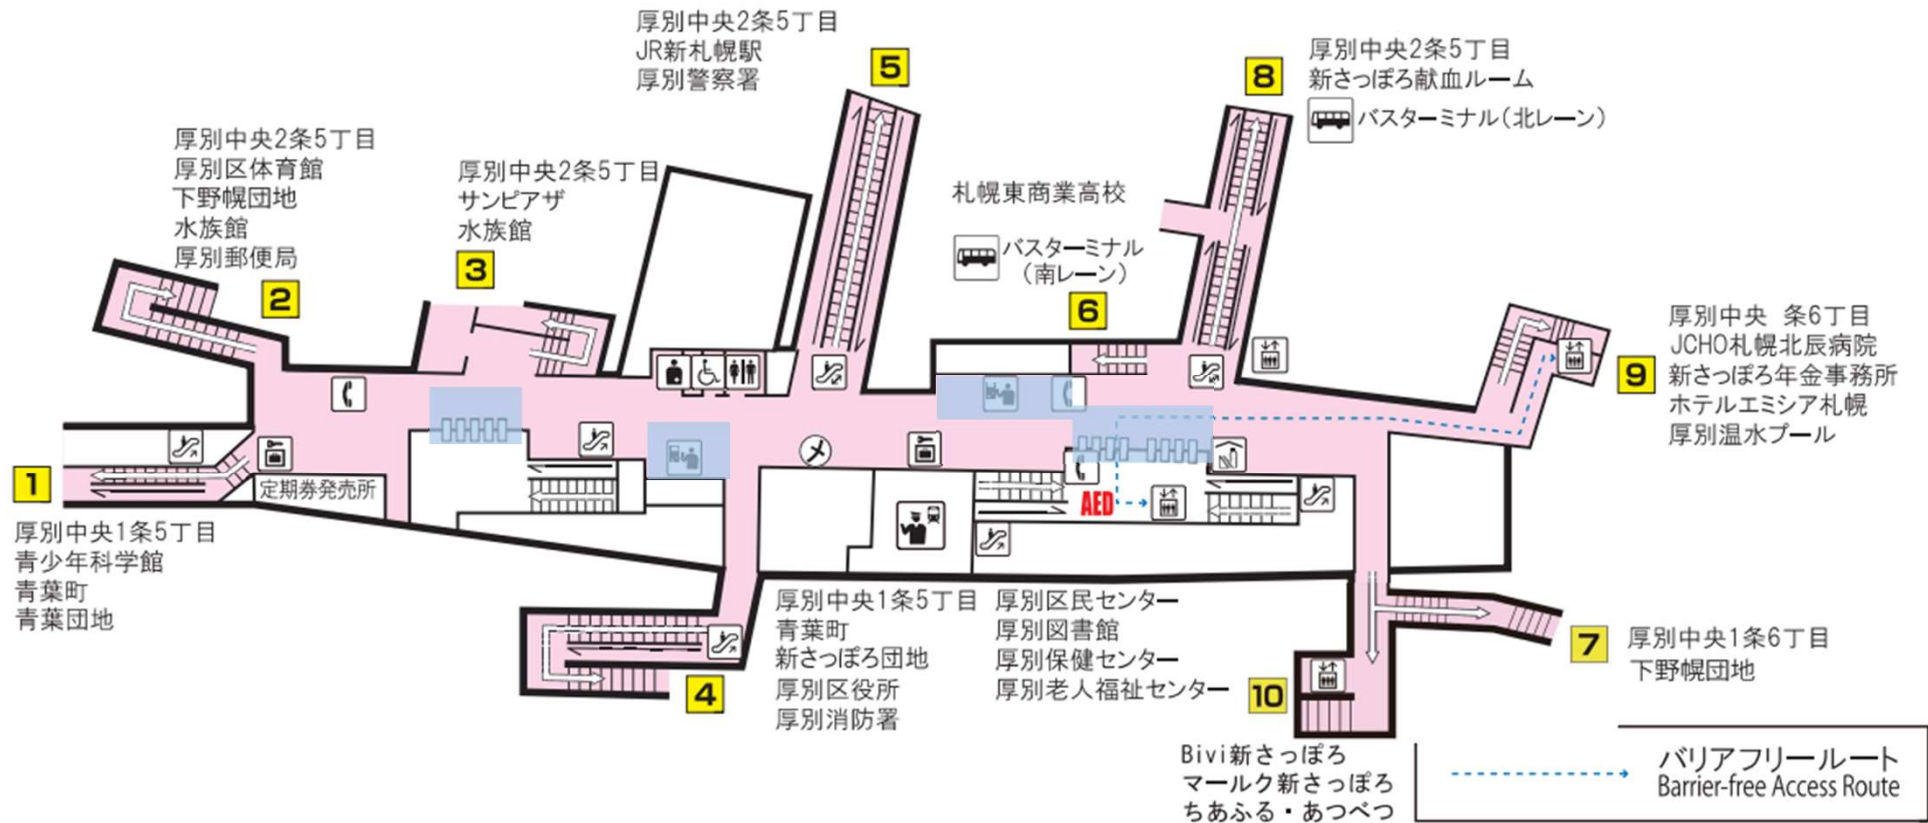 厚別中央2条5丁目
JR新札幌駅
厚別警察署
5
8
厚別中央2条5丁目
新さっぽろ献血ルーム
バスターミナル(北レーン)
厚別中央2条5丁目
厚別区体育館
下野幌団地
水族館
厚別郵便局
2
厚別中央2条5丁目
サンピアザ
水族館
3
札幌東商業高校
バスターミナル
(南レーン)
6
厚別中央 条6丁目
JCHO札幌北辰病院
新さっぽろ年金事務所
ホテルエミシア札幌
厚別温水プール
9
1
定期券発売所
AED
厚別中央1条5丁目
青少年科学館
青葉町
青葉団地
4
厚別中央1条5丁目
青葉町
新さっぽろ団地
厚別区役所
厚別消防署
厚別区民センター
厚別図書館
厚別保健センター
厚別老人福祉センター
10
7
厚別中央1条6丁目
下野幌団地
Bivi新さっぽろ
マールク新さっぽろ
ちあふる・あつべつ
バリアフリールート
Barrier-free Access Route